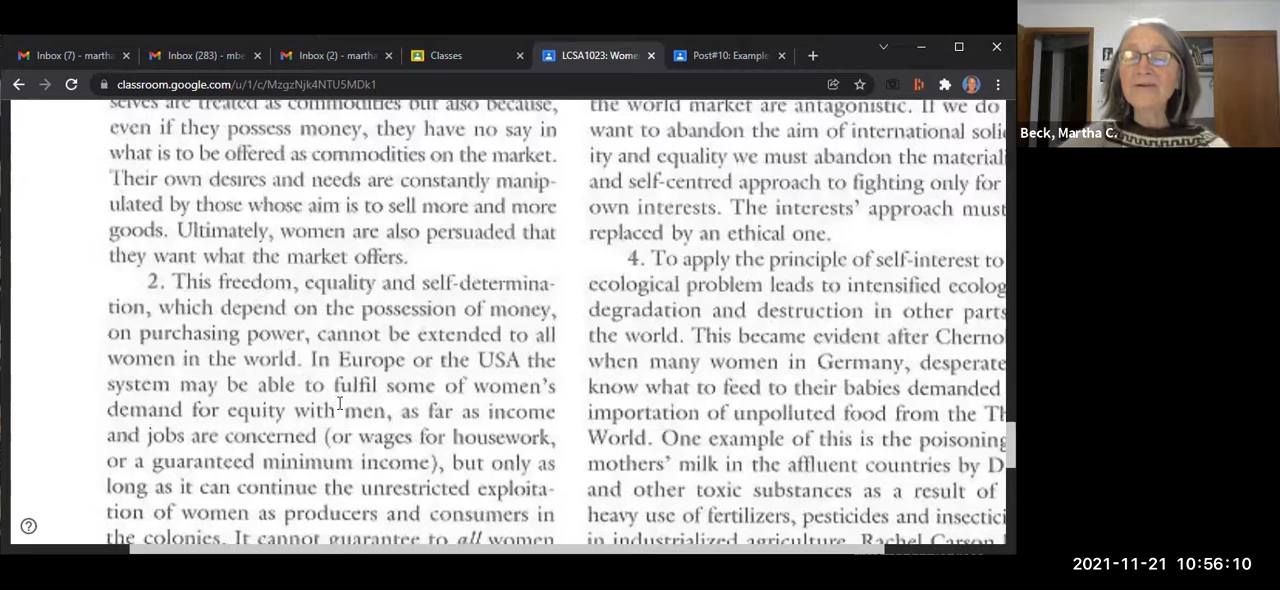 Inbox (7) - martha
Inbox (283) - mbe
Inbox (2) - martha
Classes
LCSA1023: Wome
Post#10: Example
classroom.google.com/u/1/c/MzgzNjk4NTU5MDk1
Beck, Martha C.
selves are treated as commodities but also because,
even if they possess money, they have no say in
what is to be offered as commodities on the market.
Their own desires and needs are constantly manip-
ulated by those whose aim is to sell more and more
goods. Ultimately, women are also persuaded that
they want what the market offers.
2. This freedom, equality and self-determina-
tion, which depend on the possession of money,
on purchasing power, cannot be extended to all
women in the world. In Europe or the USA the
system may be able to fulfil some of women's
demand for equity with men, as far as income
and jobs are concerned (or wages for housework,
or a guaranteed minimum income), but only as
long as it can continue the unrestricted exploita-
tion of women as producers and consumers in
the colonies. It cannot guarantee to all women
the world market are antagonistic. If we do
want to abandon the aim of international soli
ity and equality we must abandon the material
and self-centred approach to fighting only for
own interests. The interests' approach must
replaced by an ethical one.
4. To apply the principle of self-interest to
ecological problem leads to intensified ecolog
degradation and destruction in other parts
the world. This became evident after Cherno
when many women in Germany, desperate
know what to feed to their babies demanded
importation of unpolluted food from the Th
World. One example of this is the poisoning
mothers' milk in the affluent countries by D
and other toxic substances as a result of
heavy use of fertilizers, pesticides and insectici
in industrialized agriculture. Rachel Carson
2021-11-21 10:56:10